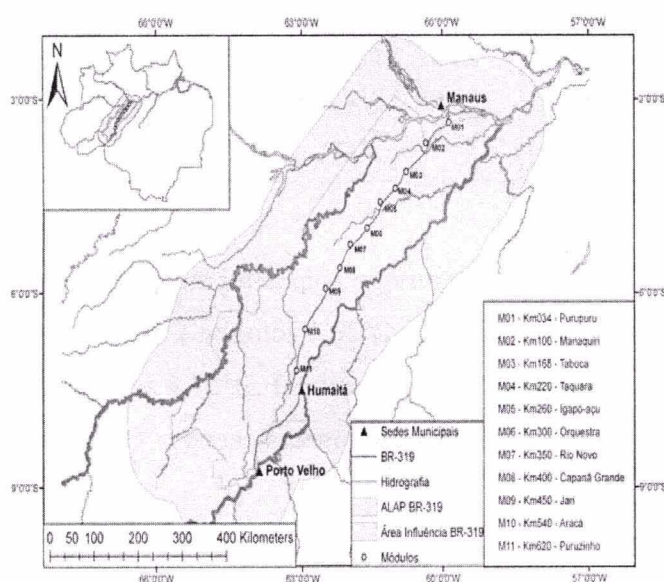 66°0'0"W 63°0'0"W 66°0'0"W 57°0'0"W
N
3°0'0"S
Manaus
M01
M02
M03
M04
M05
M06
M07
M08
M09
M10
M11
6°0'0"S
9°0'0"S
Humaitá
Porto Velho
M01 - Km034 - Purupuru
M02 - Km100 - Manaquiri
M03 - Km168 - Taboca
M04 - Km220 - Taquara
M05 - Km260 - Igapó-açu
M06 - Km300 - Orquestra
M07 - Km350 - Rio Novo
M08 - Km400 - Capanã Grande
M09 - Km450 - Jari
M10 - Km540 - Aracá
M11 - Km620 - Puruzinho
Sedes Municipais
BR-319
Hidrografia
ALAP BR-319
Área Influência BR-319
Módulos
0 50 100 200 300 400 Kilometers
66°0'0"W 63°0'0"W 66°0'0"W 57°0'0"W